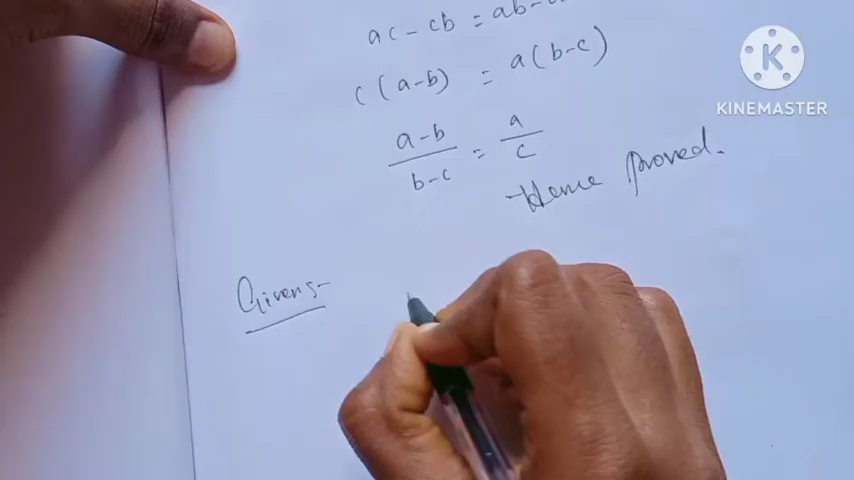 ac - cb = ab -
c(a-b) = a(b-c)
a-b/b-c = a/c
Hence proved.
Given:-
K
KINEMASTER